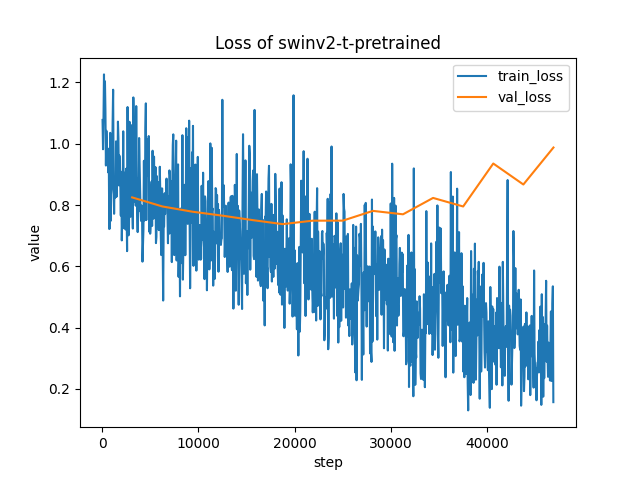 Loss of swinv2-t-pretrained
train_loss
val_loss
1.2
1.0
0.8
0.6
0.4
0.2
value
0
10000
20000
30000
40000
step